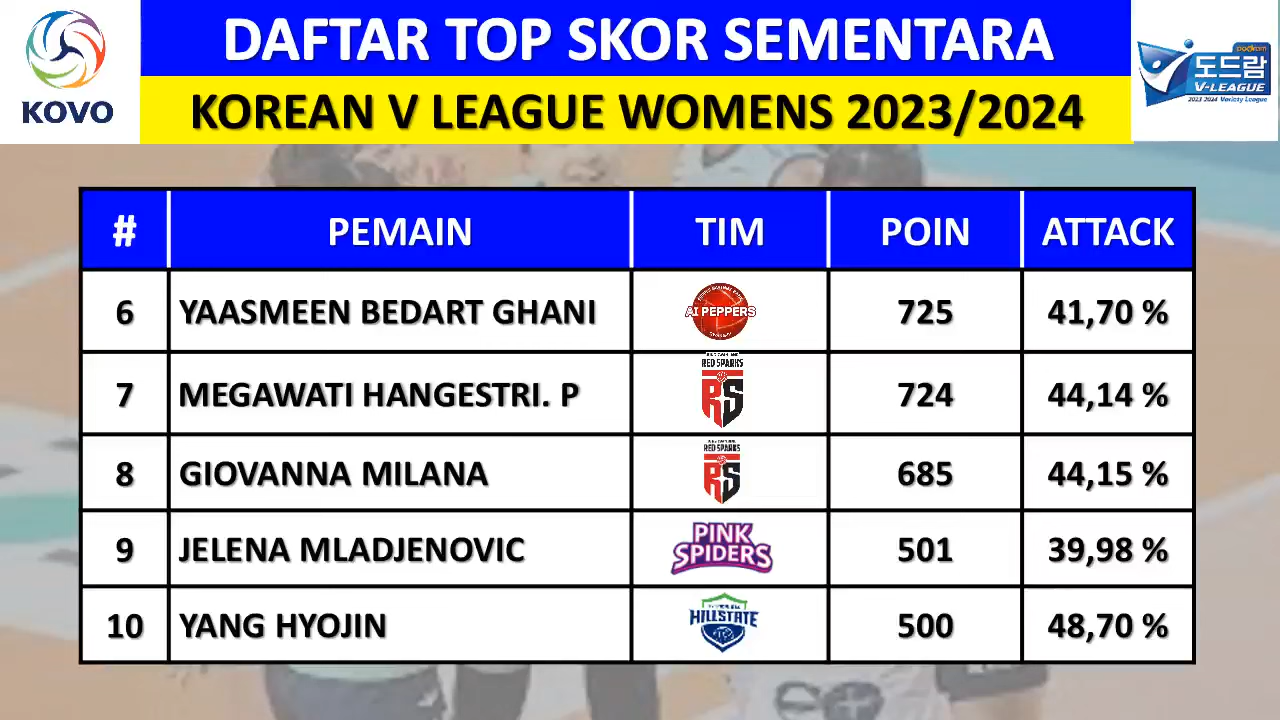 DAFTAR TOP SKOR SEMENTARA
KOREAN V LEAGUE WOMENS 2023/2024
KOVO
도드람
V-LEAGUE
# PEMAIN TIM POIN ATTACK
6 YAASMEEN BEDART GHANI AI PEPPERS 725 41,70 %
7 MEGAWATI HANGESTRI. P RED SPARKS RS 724 44,14 %
8 GIOVANNA MILANA RED SPARKS RS 685 44,15 %
9 JELENA MLADJENOVIC PINK SPIDERS 501 39,98 %
10 YANG HYOJIN HILLSTATE 500 48,70 %